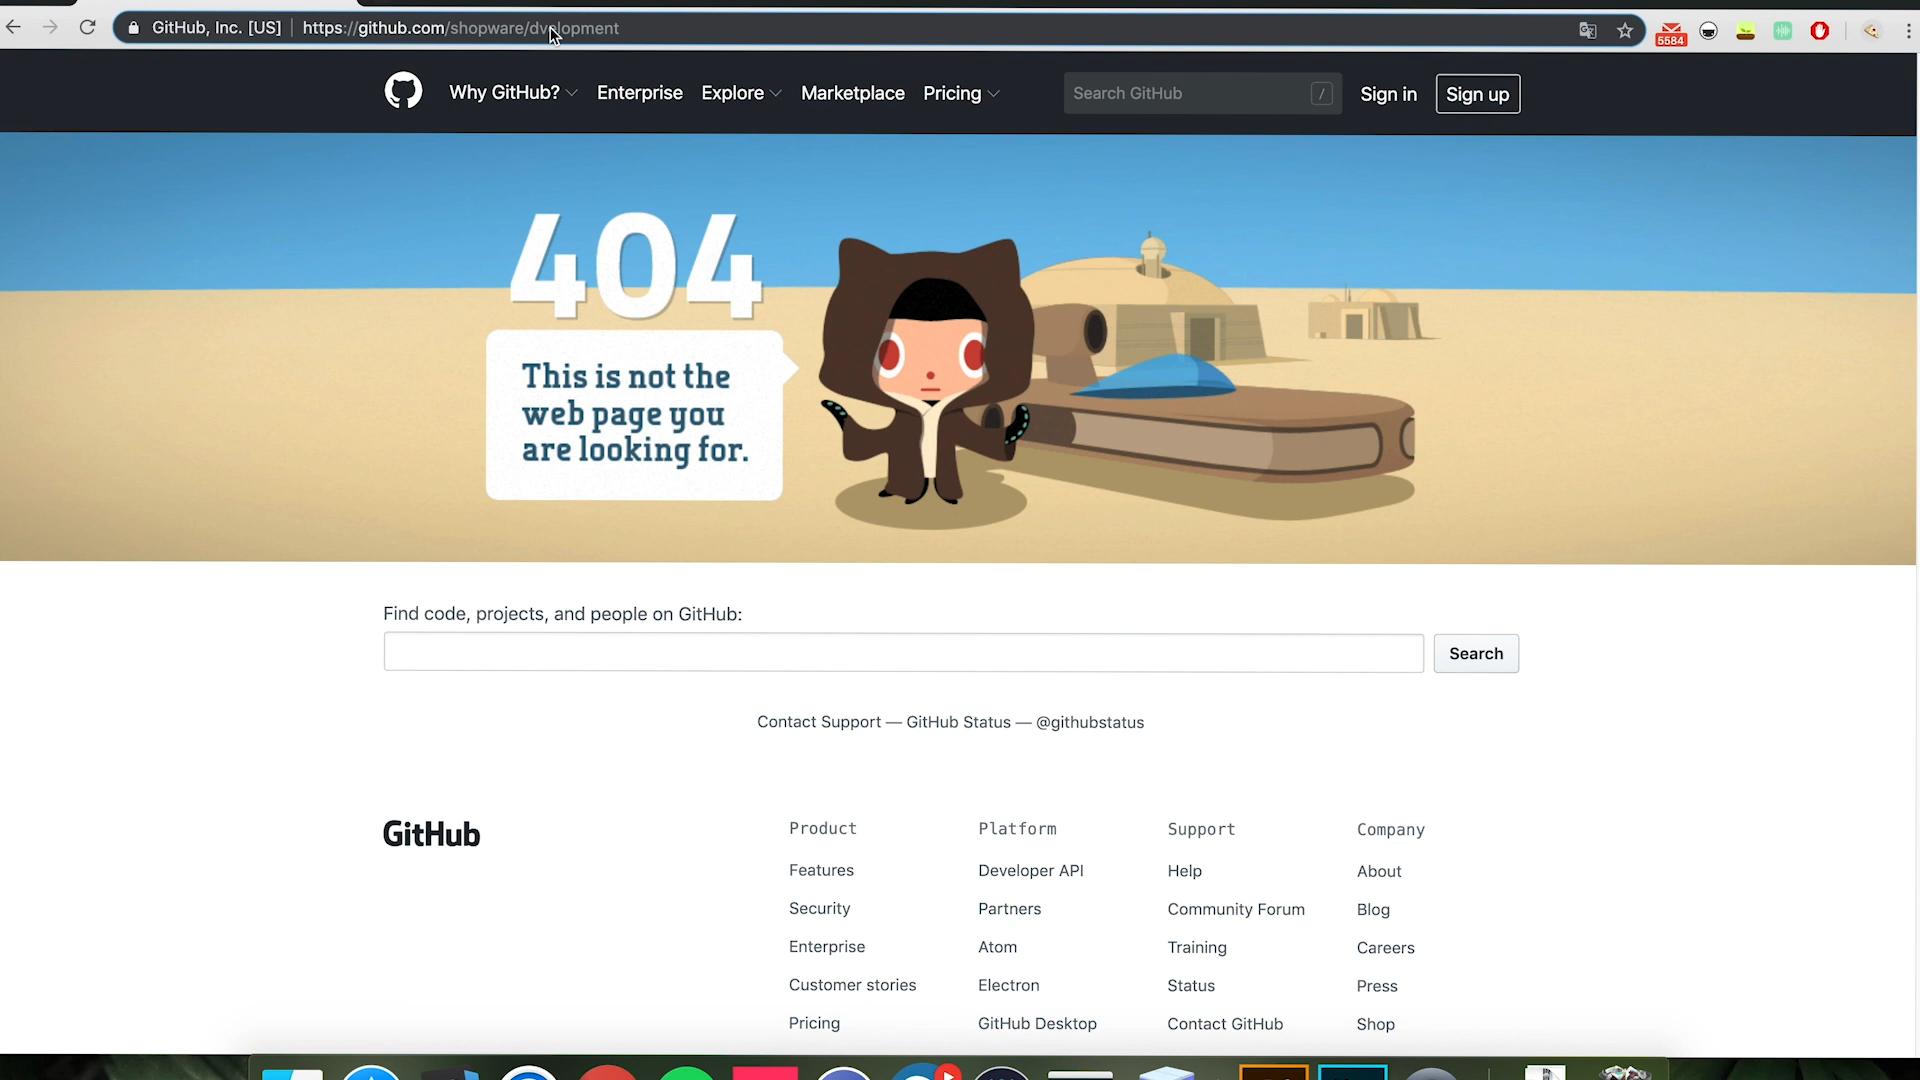 GitHub, Inc. [US] https://github.com/shopware/dvelopment
5584
Why GitHub? Enterprise Explore Marketplace Pricing Search GitHub / Sign in Sign up
404
This is not the
web page you
are looking for.
Find code, projects, and people on GitHub:
Search
Contact Support — GitHub Status — @githubstatus
GitHub
Product
Features
Security
Enterprise
Customer stories
Pricing
Platform
Developer API
Partners
Atom
Electron
GitHub Desktop
Support
Help
Community Forum
Training
Status
Contact GitHub
Company
About
Blog
Careers
Press
Shop